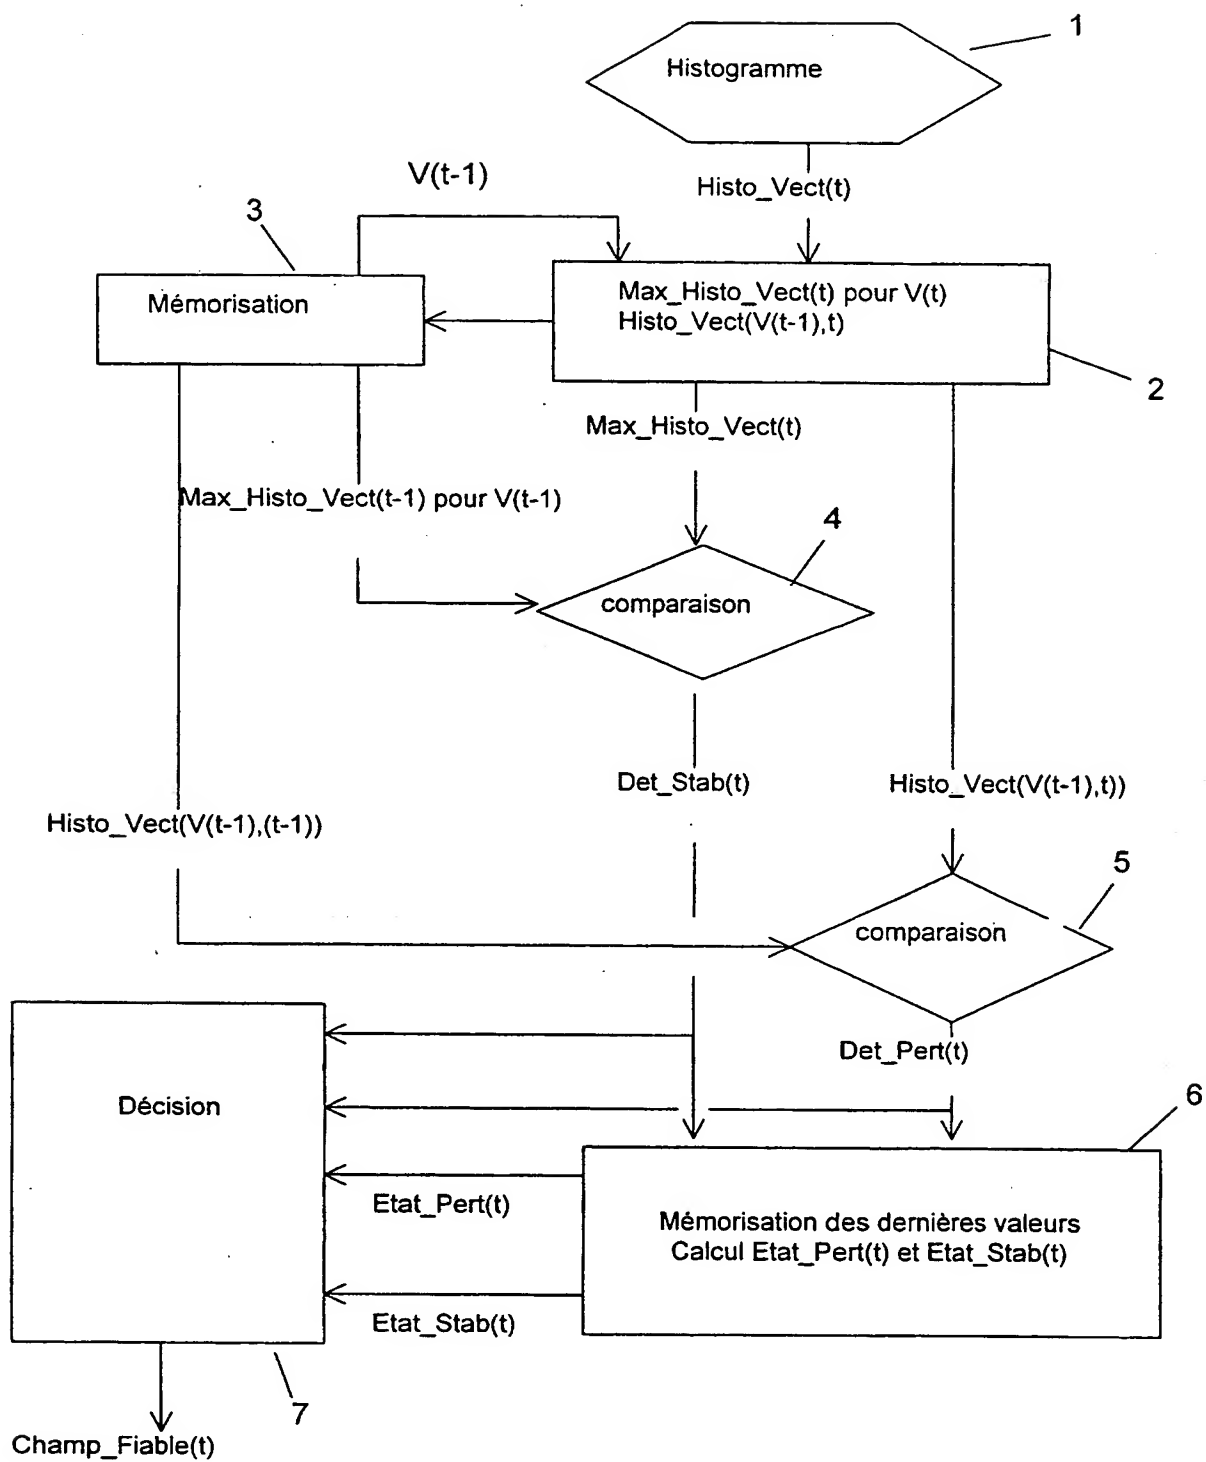 1
Histogramme
Histo_Vect(t)
V(t-1)
3
Mémorisation
Max_Histo_Vect(t) pour V(t)
Histo_Vect(V(t-1),t)
2
Max_Histo_Vect(t)
Max_Histo_Vect(t-1) pour V(t-1)
4
comparaison
Det_Stab(t)
Histo_Vect(V(t-1),t))
Histo_Vect(V(t-1),(t-1))
5
comparaison
Det_Pert(t)
6
Décision
Etat_Pert(t)
Mémorisation des dernières valeurs
Calcul Etat_Pert(t) et Etat_Stab(t)
Etat_Stab(t)
7
Champ_Fiable(t)